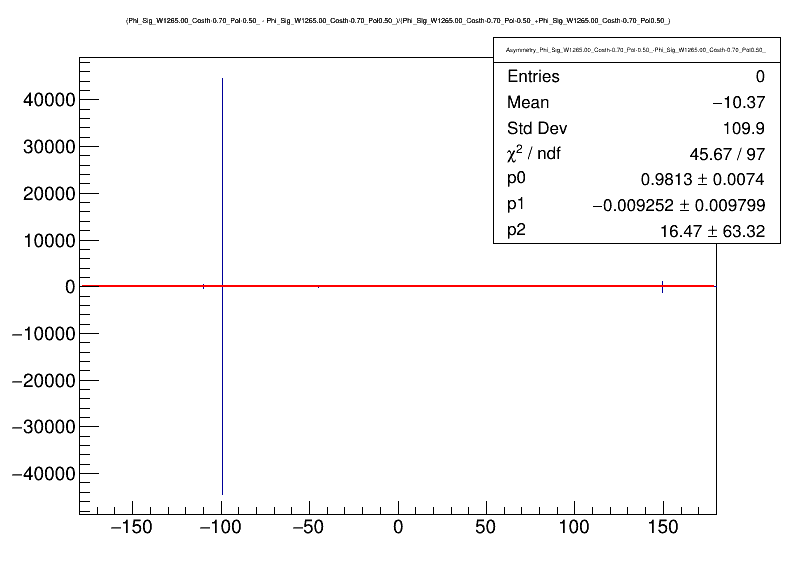 (Phi_Sig_W1265.00_Costh-0.70_Pol-0.50_ - Phi_Sig_W1265.00_Costh-0.70_Pol0.50_)/(Phi_Sig_W1265.00_Costh-0.70_Pol-0.50_+Phi_Sig_W1265.00_Costh-0.70_Pol0.50_)
Asymmetry_Phi_Sig_W1265.00_Costh-0.70_Pol-0.50_-Phi_Sig_W1265.00_Costh-0.70_Pol0.50_
Entries 0
Mean −10.37
Std Dev 109.9
χ² / ndf 45.67 / 97
p0 0.9813 ± 0.0074
p1 −0.009252 ± 0.009799
p2 16.47 ± 63.32
40000
30000
20000
10000
0
−10000
−20000
−30000
−40000
−150 −100 −50 0 50 100 150